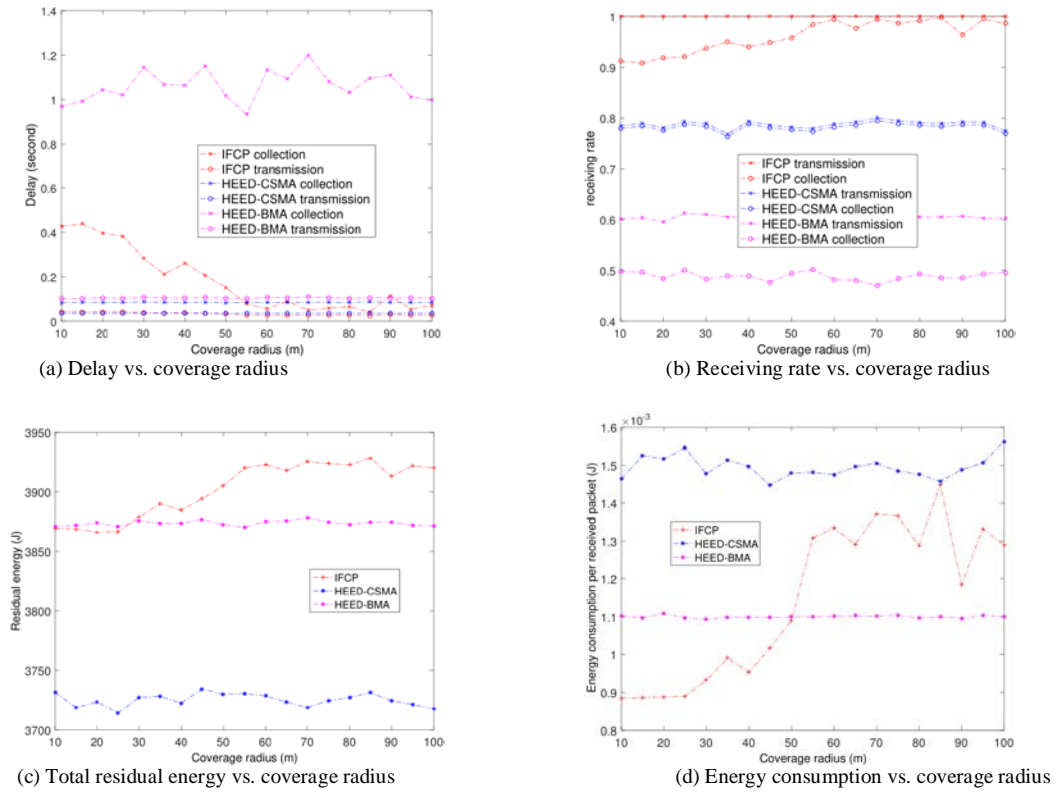 1.4
1.2
1
0.8
0.6
0.4
0.2
0
Delay (second)
IFCP collection
IFCP transmission
HEED-CSMA collection
HEED-CSMA transmission
HEED-BMA collection
HEED-BMA transmission
10 20 30 40 50 60 70 80 90 100
Coverage radius (m)
(a) Delay vs. coverage radius
1
0.9
0.8
0.7
0.6
0.5
0.4
receiving rate
IFCP transmission
IFCP collection
HEED-CSMA transmission
HEED-CSMA collection
HEED-BMA transmission
HEED-BMA collection
10 20 30 40 50 60 70 80 90 100
Coverage radius (m)
(b) Receiving rate vs. coverage radius
3950
3900
3850
3800
3750
3700
Residual energy (J)
IFCP
HEED-CSMA
HEED-BMA
10 20 30 40 50 60 70 80 90 100
Coverage radius (m)
(c) Total residual energy vs. coverage radius
×10⁻³
1.6
1.5
1.4
1.3
1.2
1.1
1
0.9
0.8
Energy consumption per received packet (J)
IFCP
HEED-CSMA
HEED-BMA
10 20 30 40 50 60 70 80 90 100
Coverage radius (m)
(d) Energy consumption vs. coverage radius